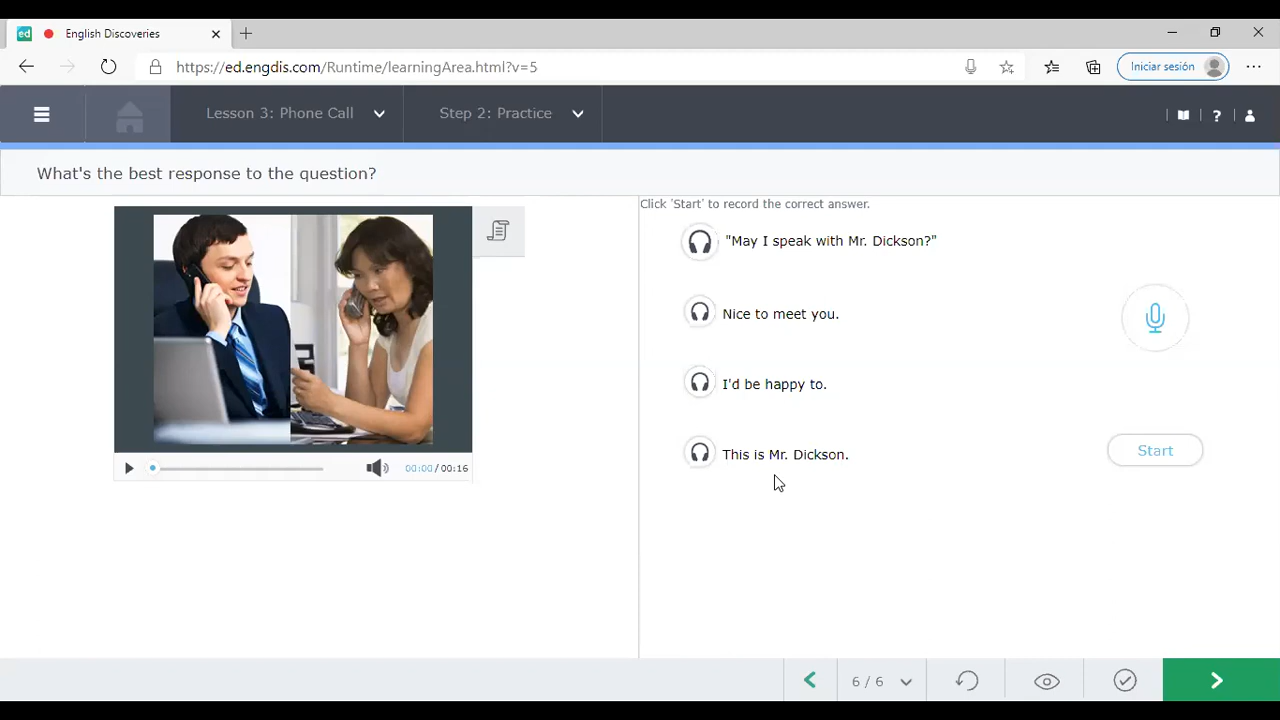 ed English Discoveries
https://ed.engdis.com/Runtime/learningArea.html?v=5
Iniciar sesión
Lesson 3: Phone Call
Step 2: Practice
?
What's the best response to the question?
Click 'Start' to record the correct answer.
"May I speak with Mr. Dickson?"
Nice to meet you.
I'd be happy to.
This is Mr. Dickson.
Start
00:00 / 00:16
6 / 6